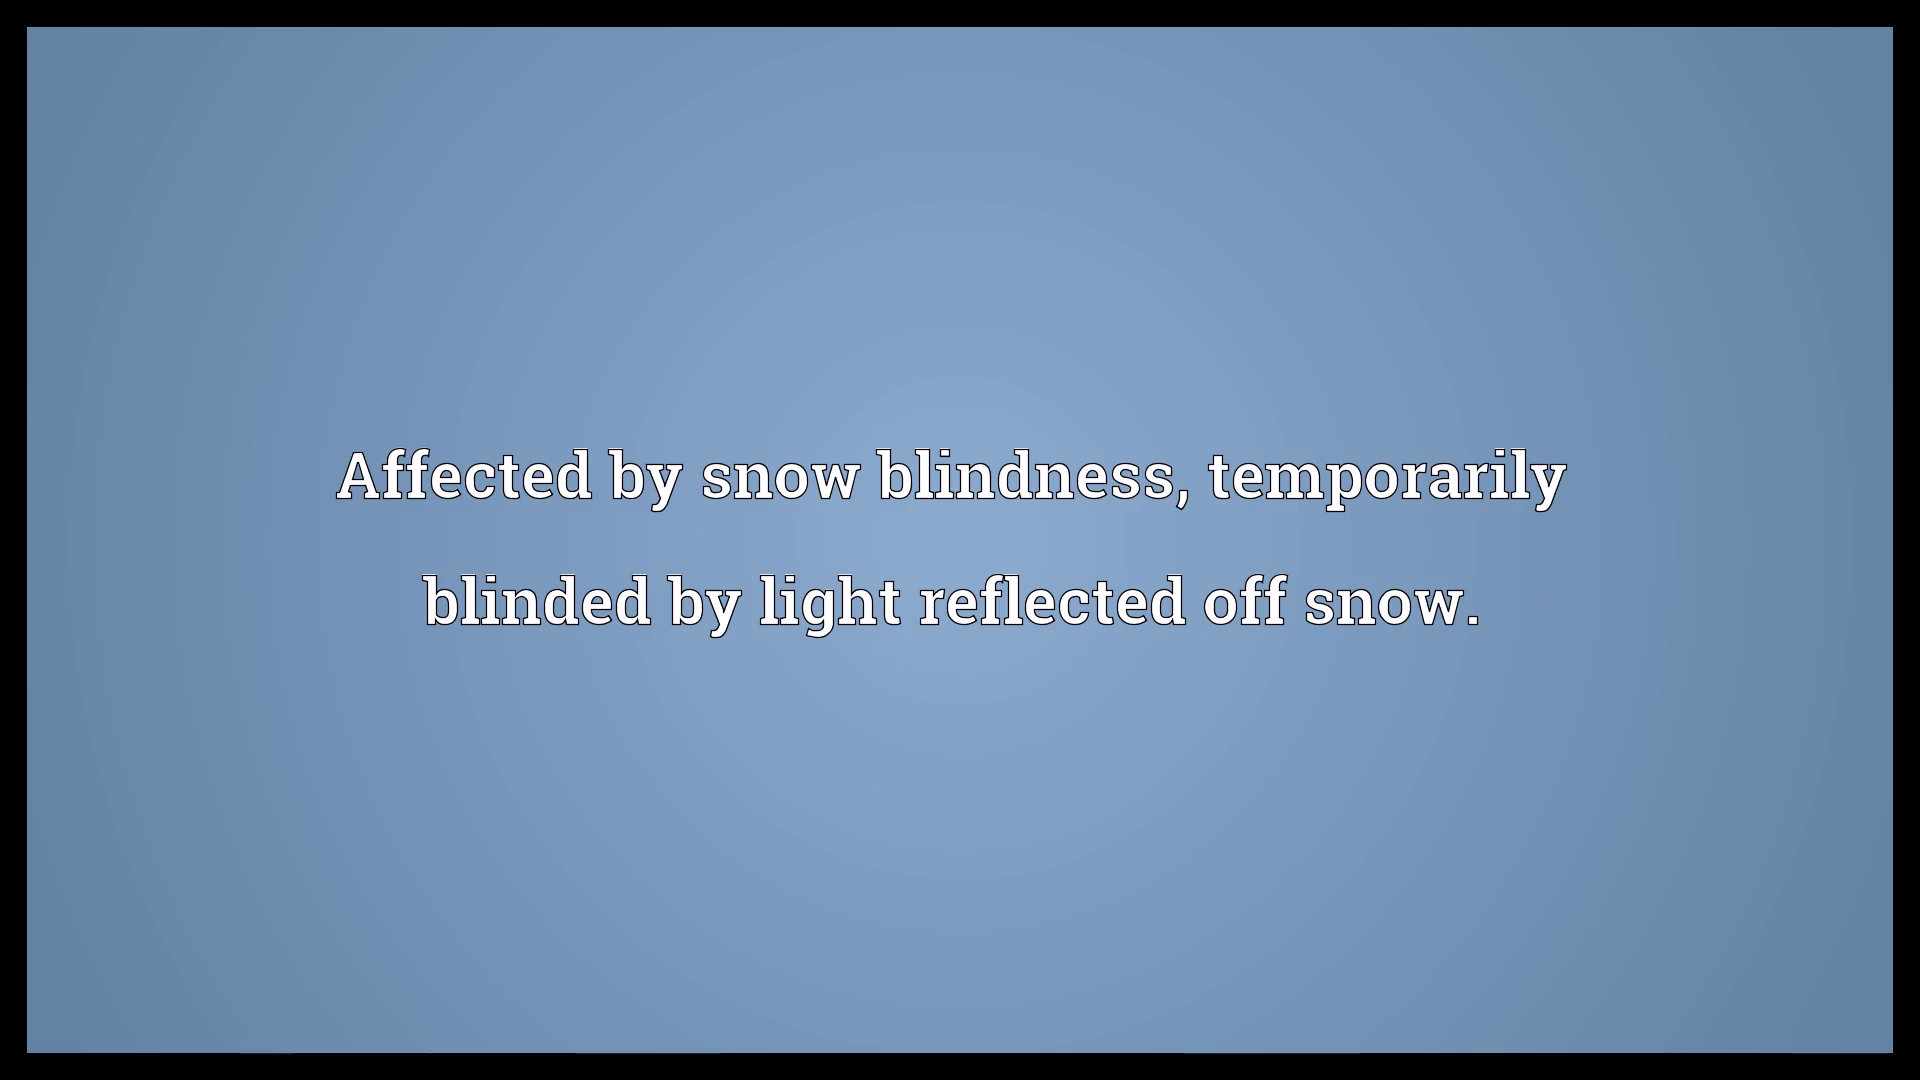 Affected by snow blindness, temporarily
blinded by light reflected off snow.